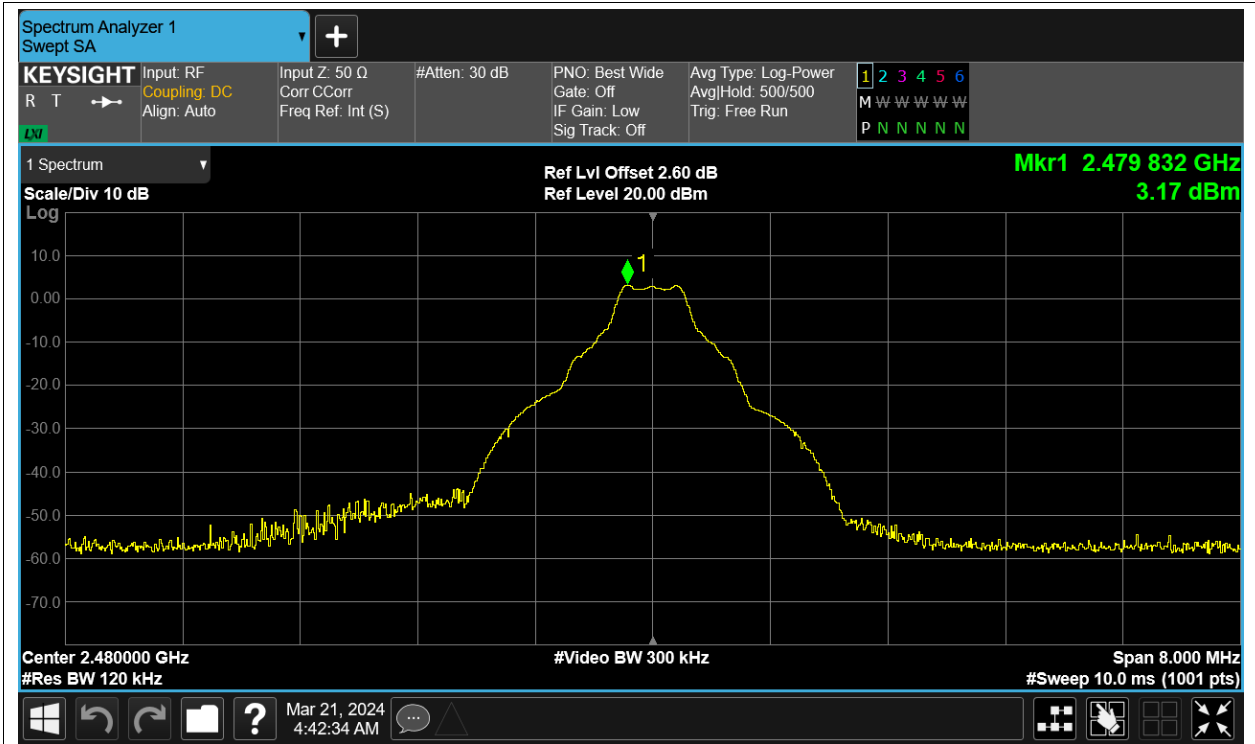 Spectrum Analyzer 1
Swept SA
+
KEYSIGHT
R T
LXI
Input: RF
Coupling: DC
Align: Auto
Input Z: 50 Ω
Corr CCorr
Freq Ref: Int (S)
#Atten: 30 dB
PNO: Best Wide
Gate: Off
IF Gain: Low
Sig Track: Off
Avg Type: Log-Power
Avg|Hold: 500/500
Trig: Free Run
1 2 3 4 5 6
M W W W W W
P N N N N N
1 Spectrum
Scale/Div 10 dB
Log
Ref Lvl Offset 2.60 dB
Ref Level 20.00 dBm
Mkr1 2.479 832 GHz
3.17 dBm
1
10.0
0.00
-10.0
-20.0
-30.0
-40.0
-50.0
-60.0
-70.0
Center 2.480000 GHz
#Res BW 120 kHz
#Video BW 300 kHz
Span 8.000 MHz
#Sweep 10.0 ms (1001 pts)
?
Mar 21, 2024
4:42:34 AM